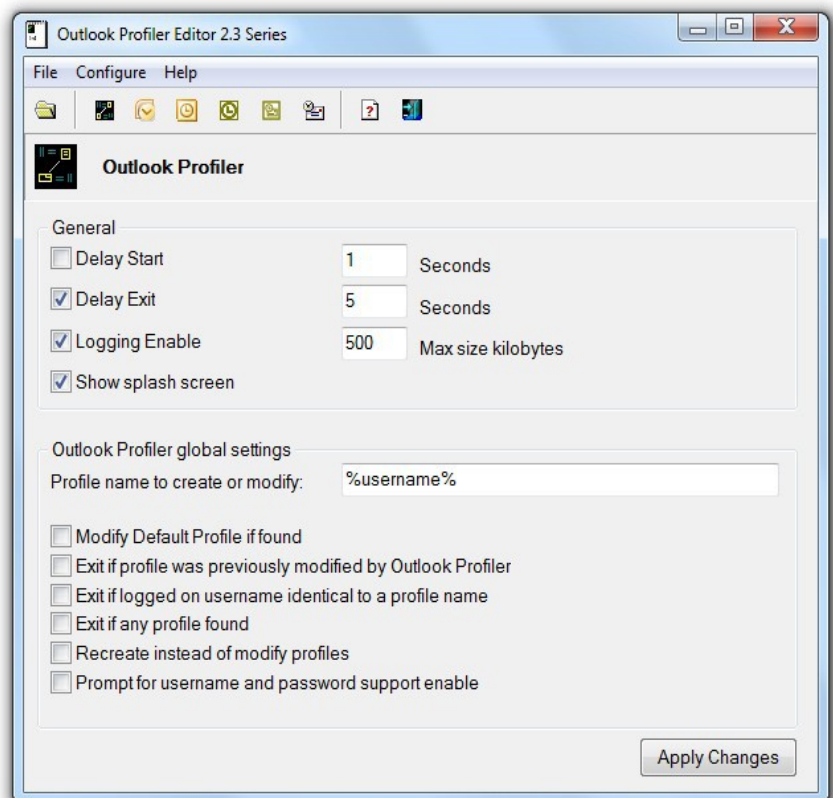 Outlook Profiler Editor 2.3 Series
File Configure Help
Outlook Profiler
General
Delay Start 1 Seconds
Delay Exit 5 Seconds
Logging Enable 500 Max size kilobytes
Show splash screen
Outlook Profiler global settings
Profile name to create or modify: %username%
Modify Default Profile if found
Exit if profile was previously modified by Outlook Profiler
Exit if logged on username identical to a profile name
Exit if any profile found
Recreate instead of modify profiles
Prompt for username and password support enable
Apply Changes